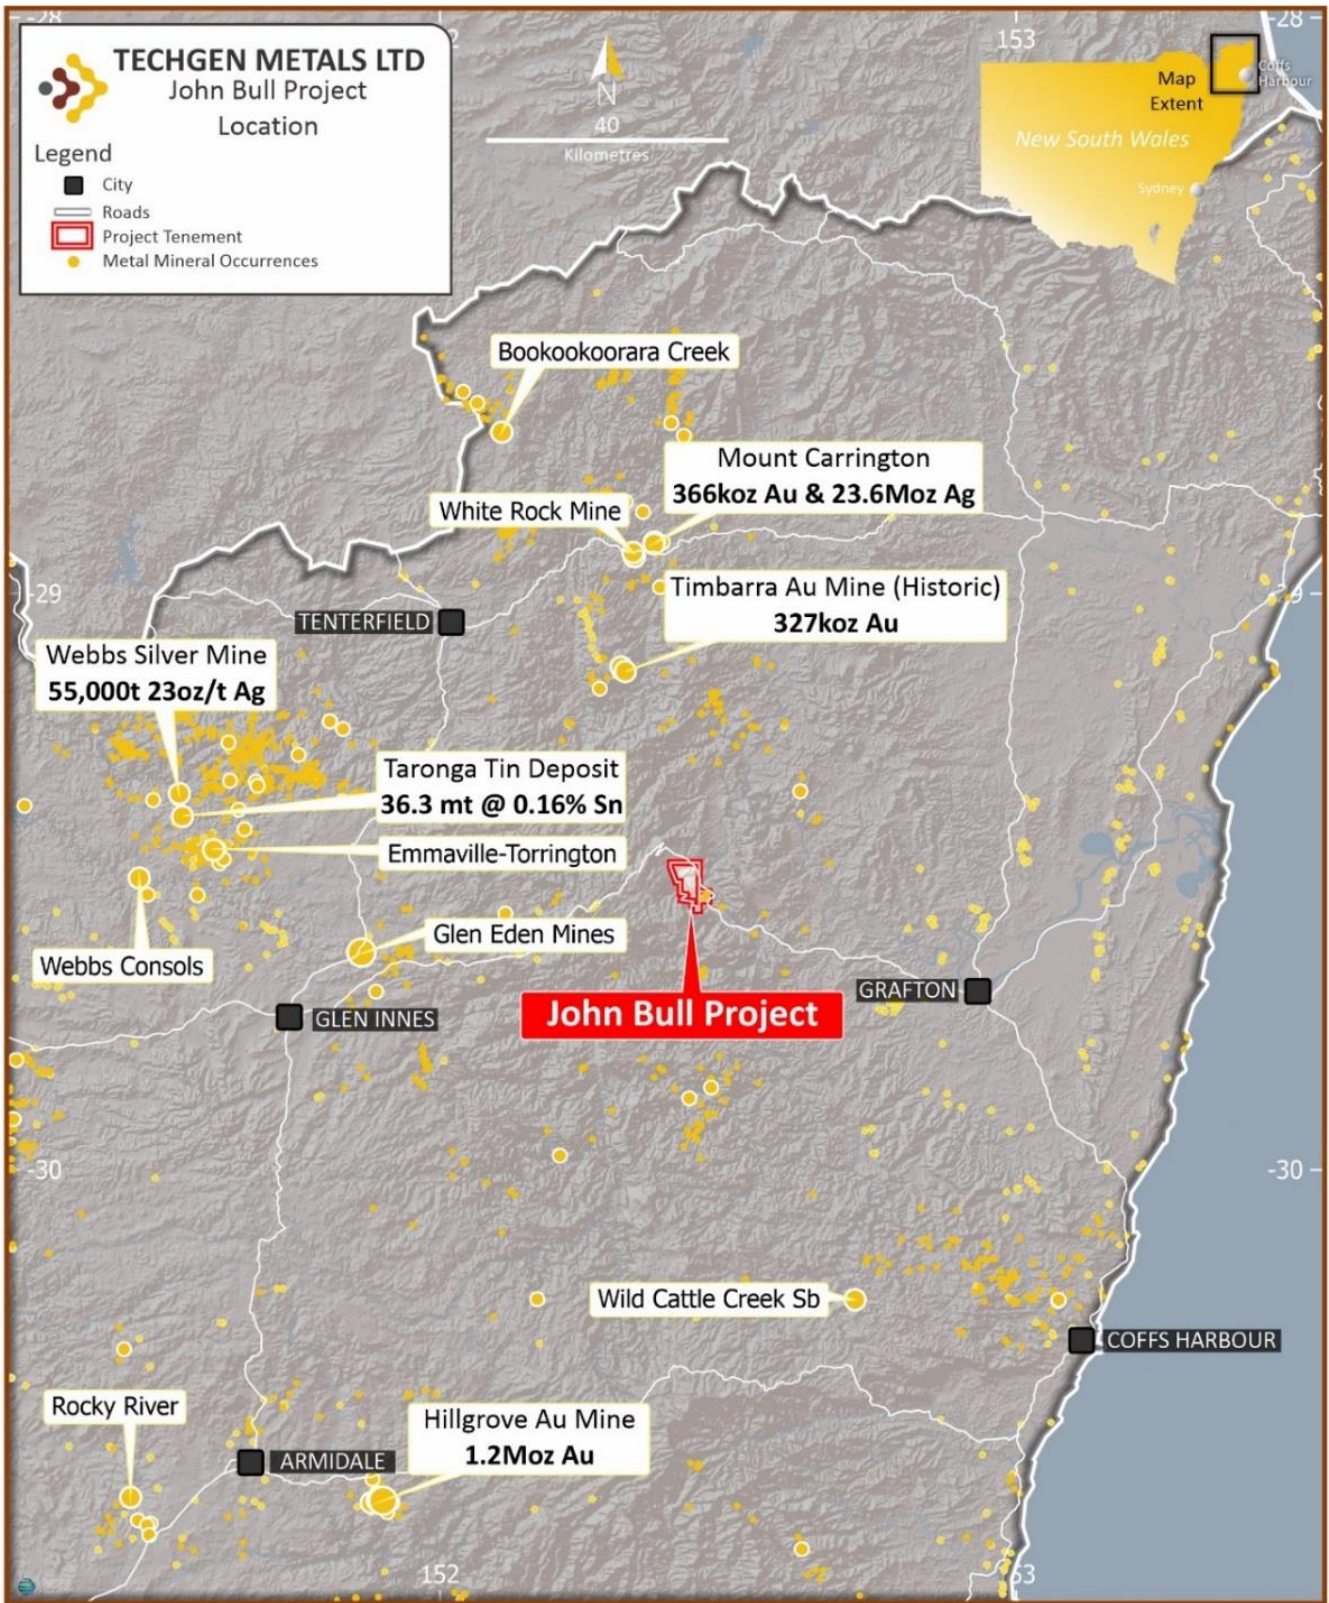 -28
2
153
-28
TECHGEN METALS LTD
John Bull Project
Location
Legend
City
Roads
Project Tenement
Metal Mineral Occurrences
N
40
Kilometres
Map
Extent
Coffs
Harbour
New South Wales
Sydney
Bookookoorara Creek
Mount Carrington
366koz Au & 23.6Moz Ag
White Rock Mine
-29
9
Timbarra Au Mine (Historic)
327koz Au
TENTERFIELD
Webbs Silver Mine
55,000t 23oz/t Ag
Taronga Tin Deposit
36.3 mt @ 0.16% Sn
Emmaville-Torrington
Glen Eden Mines
Webbs Consols
GRAFTON
John Bull Project
GLEN INNES
-30
-30
Wild Cattle Creek Sb
COFFS HARBOUR
Rocky River
Hillgrove Au Mine
1.2Moz Au
ARMIDALE
152
53